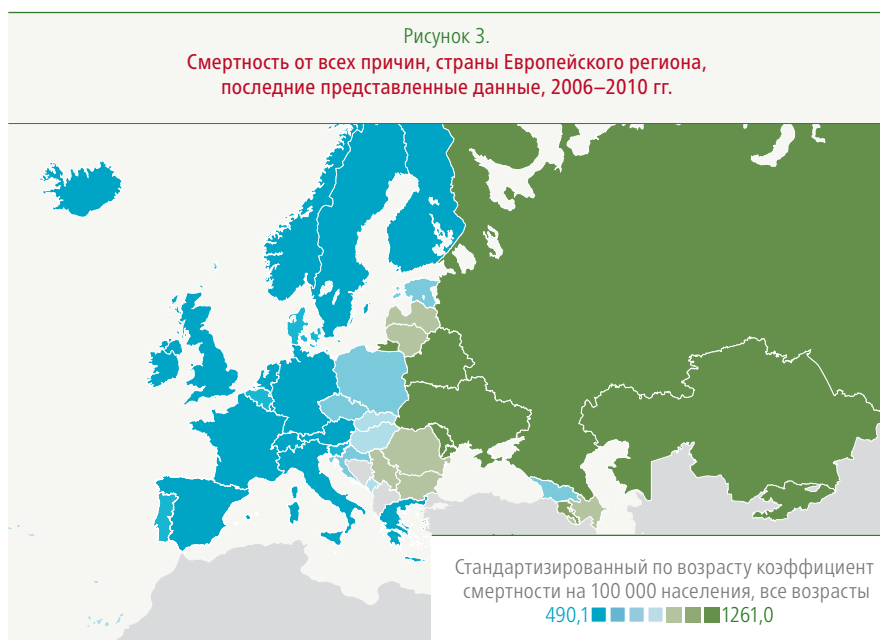 Рисунок 3.
Смертность от всех причин, страны Европейского региона,
последние представленные данные, 2006–2010 гг.
Стандартизированный по возрасту коэффициент
смертности на 100 000 населения, все возрасты
490,1 1261,0